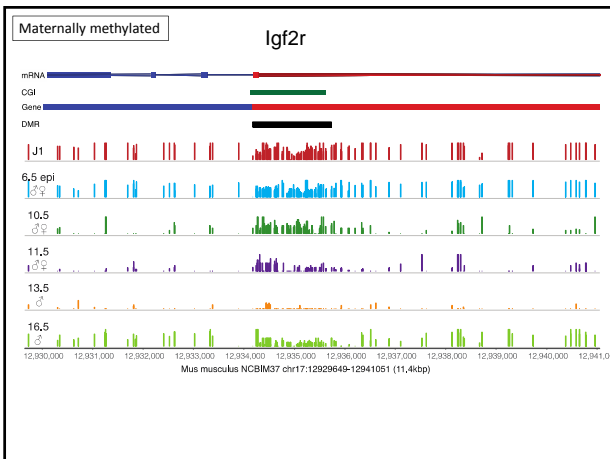 Maternally methylated
Igf2r
mRNA
CGI
Gene
DMR
J1
6.5 epi
♂♀
10.5
♂♀
11.5
♂♀
13.5
♂
16.5
♂
12,930,000 12,931,000 12,932,000 12,933,000 12,934,000 12,935,000 12,936,000 12,937,000 12,938,000 12,939,000 12,940,000 12,941,0
Mus musculus NCBIM37 chr17:12929649-12941051 (11,4kbp)